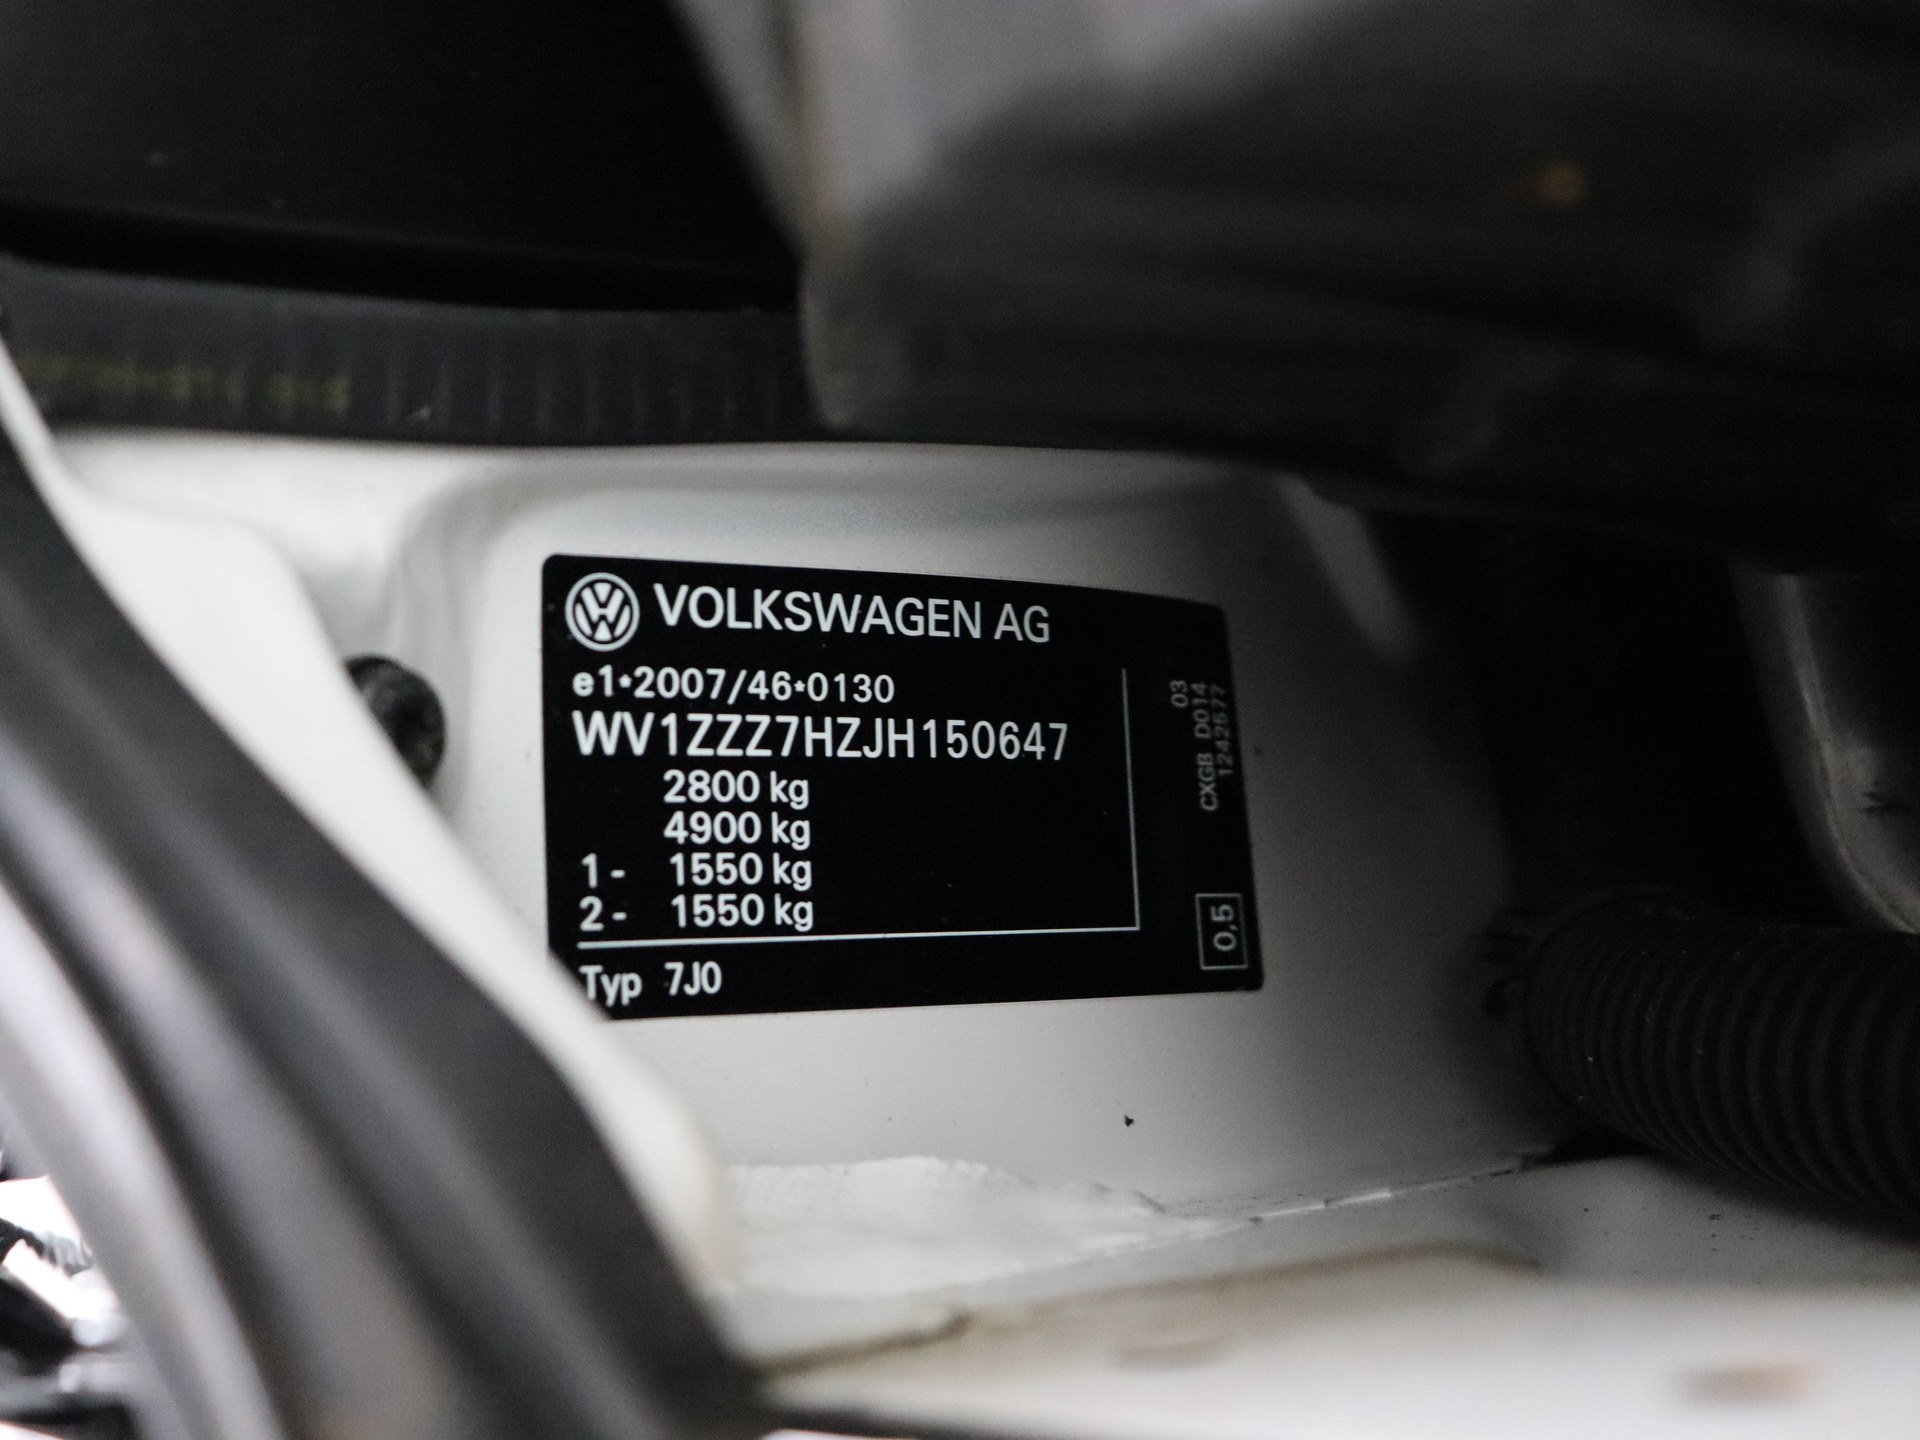 VOLKSWAGEN AG
e1*2007/46*0130
WV1ZZZ7HZJH150647
2800 kg
4900 kg
1- 1550 kg
2- 1550 kg
Typ 7J0
03
CXGB D014
1242577
0,5